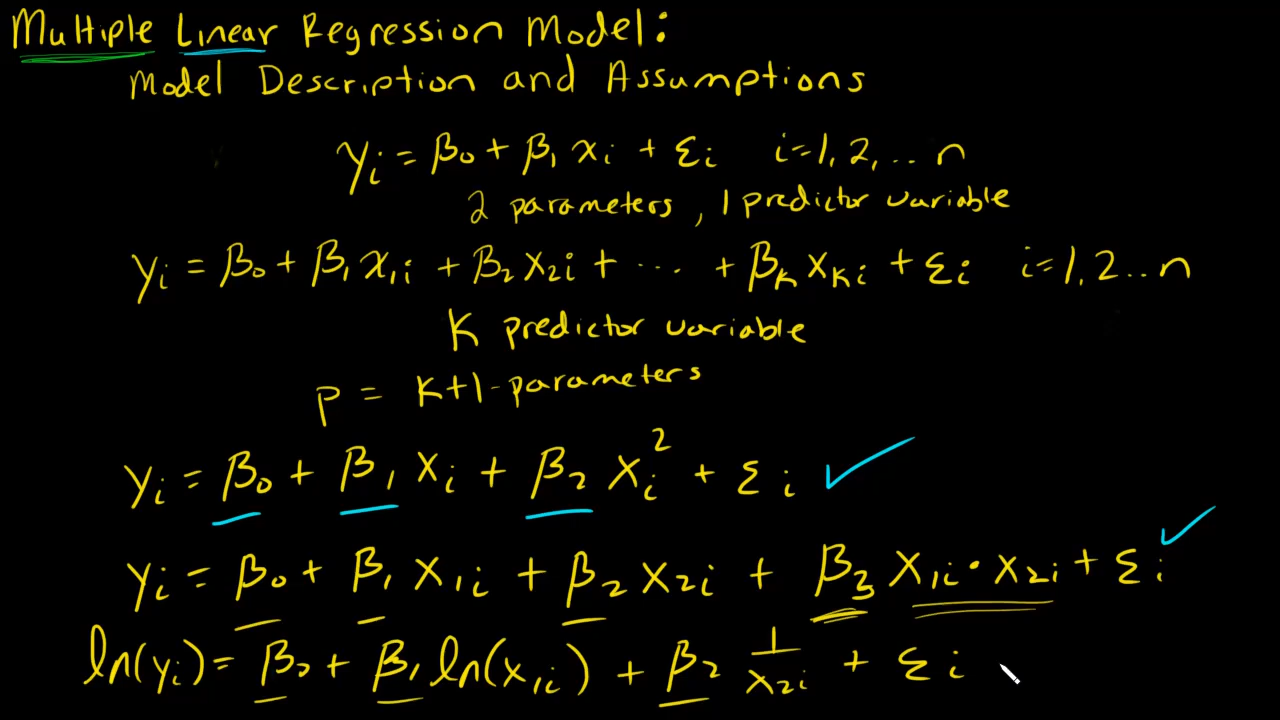 Multiple Linear Regression Model:
Model Description and Assumptions
yᵢ = β₀ + β₁ xᵢ + εᵢ i=1,2,.. n
2 parameters, 1 predictor variable
yᵢ = β₀ + β₁ x₁ᵢ + β₂ x₂ᵢ + ... + βₖ xₖᵢ + εᵢ i=1,2..n
K predictor variable
p = K+1-parameters
yᵢ = β₀ + β₁ xᵢ + β₂ xᵢ² + εᵢ ✓
yᵢ = β₀ + β₁ x₁ᵢ + β₂ x₂ᵢ + β₃ x₁ᵢ · x₂ᵢ + εᵢ ✓
ln(yᵢ) = β₀ + β₁ ln(x₁ᵢ) + β₂ 1/x₂ᵢ + εᵢ